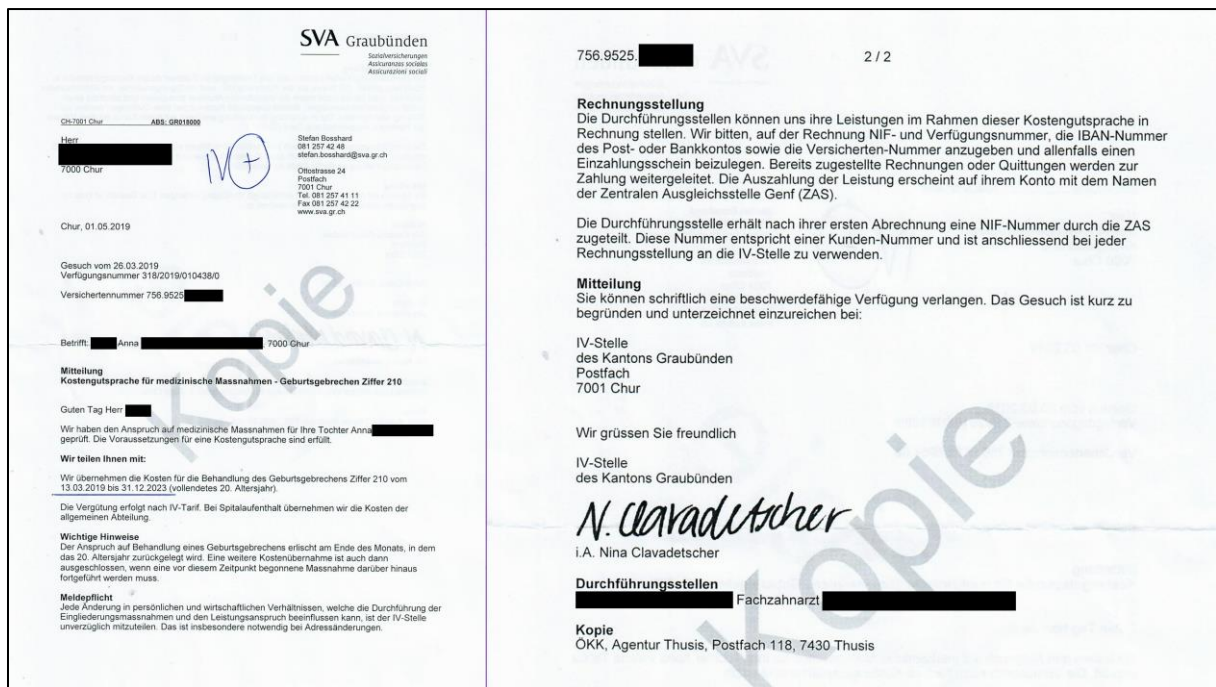 SVA Graubünden
Sozialversicherungen
Assicuranzas sociales
Assicurazioni sociali
CH-7001 Chur ABS: GR018000
Herr
7000 Chur
IV +
Stefan Bosshard
081 257 42 48
stefan.bosshard@sva.gr.ch
Ottostrasse 24
Postfach
7001 Chur
Tel. 081 257 41 11
Fax 081 257 42 22
www.sva.gr.ch
Chur, 01.05.2019
Gesuch vom 26.03.2019
Verfügungsnummer 318/2019/010438/0
Versichertennummer 756.9525
Betrifft: Anna 7000 Chur
Mitteilung
Kostengutsprache für medizinische Massnahmen - Geburtsgebrechen Ziffer 210
Guten Tag Herr
Wir haben den Anspruch auf medizinische Massnahmen für Ihre Tochter Anna
geprüft. Die Voraussetzungen für eine Kostengutsprache sind erfüllt.
Wir teilen Ihnen mit:
Wir übernehmen die Kosten für die Behandlung des Geburtsgebrechens Ziffer 210 vom
13.03.2019 bis 31.12.2023 (vollendetes 20. Altersjahr).
Die Vergütung erfolgt nach IV-Tarif. Bei Spitalaufenthalt übernehmen wir die Kosten der
allgemeinen Abteilung.
Wichtige Hinweise
Der Anspruch auf Behandlung eines Geburtsgebrechens erlischt am Ende des Monats, in dem
das 20. Altersjahr zurückgelegt wird. Eine weitere Kostenübernahme ist auch dann
ausgeschlossen, wenn eine vor diesem Zeitpunkt begonnene Massnahme darüber hinaus
fortgeführt werden muss.
Meldepflicht
Jede Änderung in persönlichen und wirtschaftlichen Verhältnissen, welche die Durchführung der
Eingliederungsmassnahmen und den Leistungsanspruch beeinflussen kann, ist der IV-Stelle
unverzüglich mitzuteilen. Das ist insbesondere notwendig bei Adressänderungen.
Kopie
756.9525. 2 / 2
Rechnungsstellung
Die Durchführungsstellen können uns ihre Leistungen im Rahmen dieser Kostengutsprache in
Rechnung stellen. Wir bitten, auf der Rechnung NIF- und Verfügungsnummer, die IBAN-Nummer
des Post- oder Bankkontos sowie die Versicherten-Nummer anzugeben und allenfalls einen
Einzahlungsschein beizulegen. Bereits zugestellte Rechnungen oder Quittungen werden zur
Zahlung weitergeleitet. Die Auszahlung der Leistung erscheint auf ihrem Konto mit dem Namen
der Zentralen Ausgleichsstelle Genf (ZAS).
Die Durchführungsstelle erhält nach ihrer ersten Abrechnung eine NIF-Nummer durch die ZAS
zugeteilt. Diese Nummer entspricht einer Kunden-Nummer und ist anschliessend bei jeder
Rechnungsstellung an die IV-Stelle zu verwenden.
Mitteilung
Sie können schriftlich eine beschwerdefähige Verfügung verlangen. Das Gesuch ist kurz zu
begründen und unterzeichnet einzureichen bei:
IV-Stelle
des Kantons Graubünden
Postfach
7001 Chur
Wir grüssen Sie freundlich
IV-Stelle
des Kantons Graubünden
N. Clavadetscher
i.A. Nina Clavadetscher
Durchführungsstellen
Fachzahnarzt
Kopie
ÖKK, Agentur Thusis, Postfach 118, 7430 Thusis
Kopie